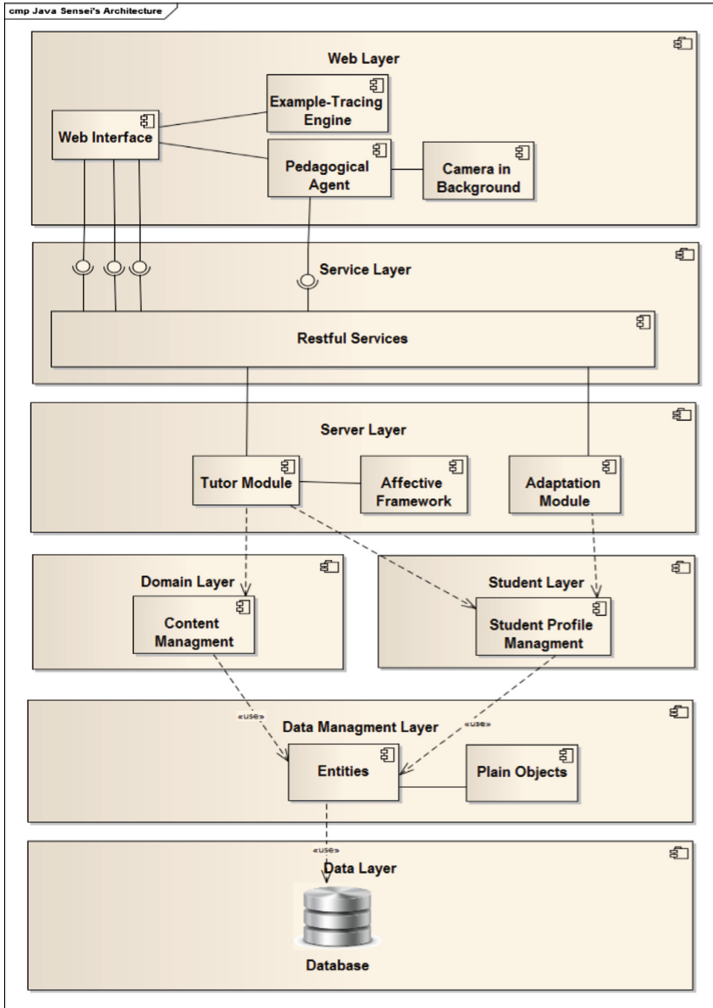 cmp Java Sensei's Architecture
Web Layer
Example-Tracing
Engine
Web Interface
Pedagogical
Agent
Camera in
Background
Service Layer
Restful Services
Server Layer
Tutor Module
Affective
Framework
Adaptation
Module
Domain Layer
Content
Managment
Student Layer
Student Profile
Managment
«use»
«use»
Data Managment Layer
Entities
Plain Objects
«use»
Data Layer
Database